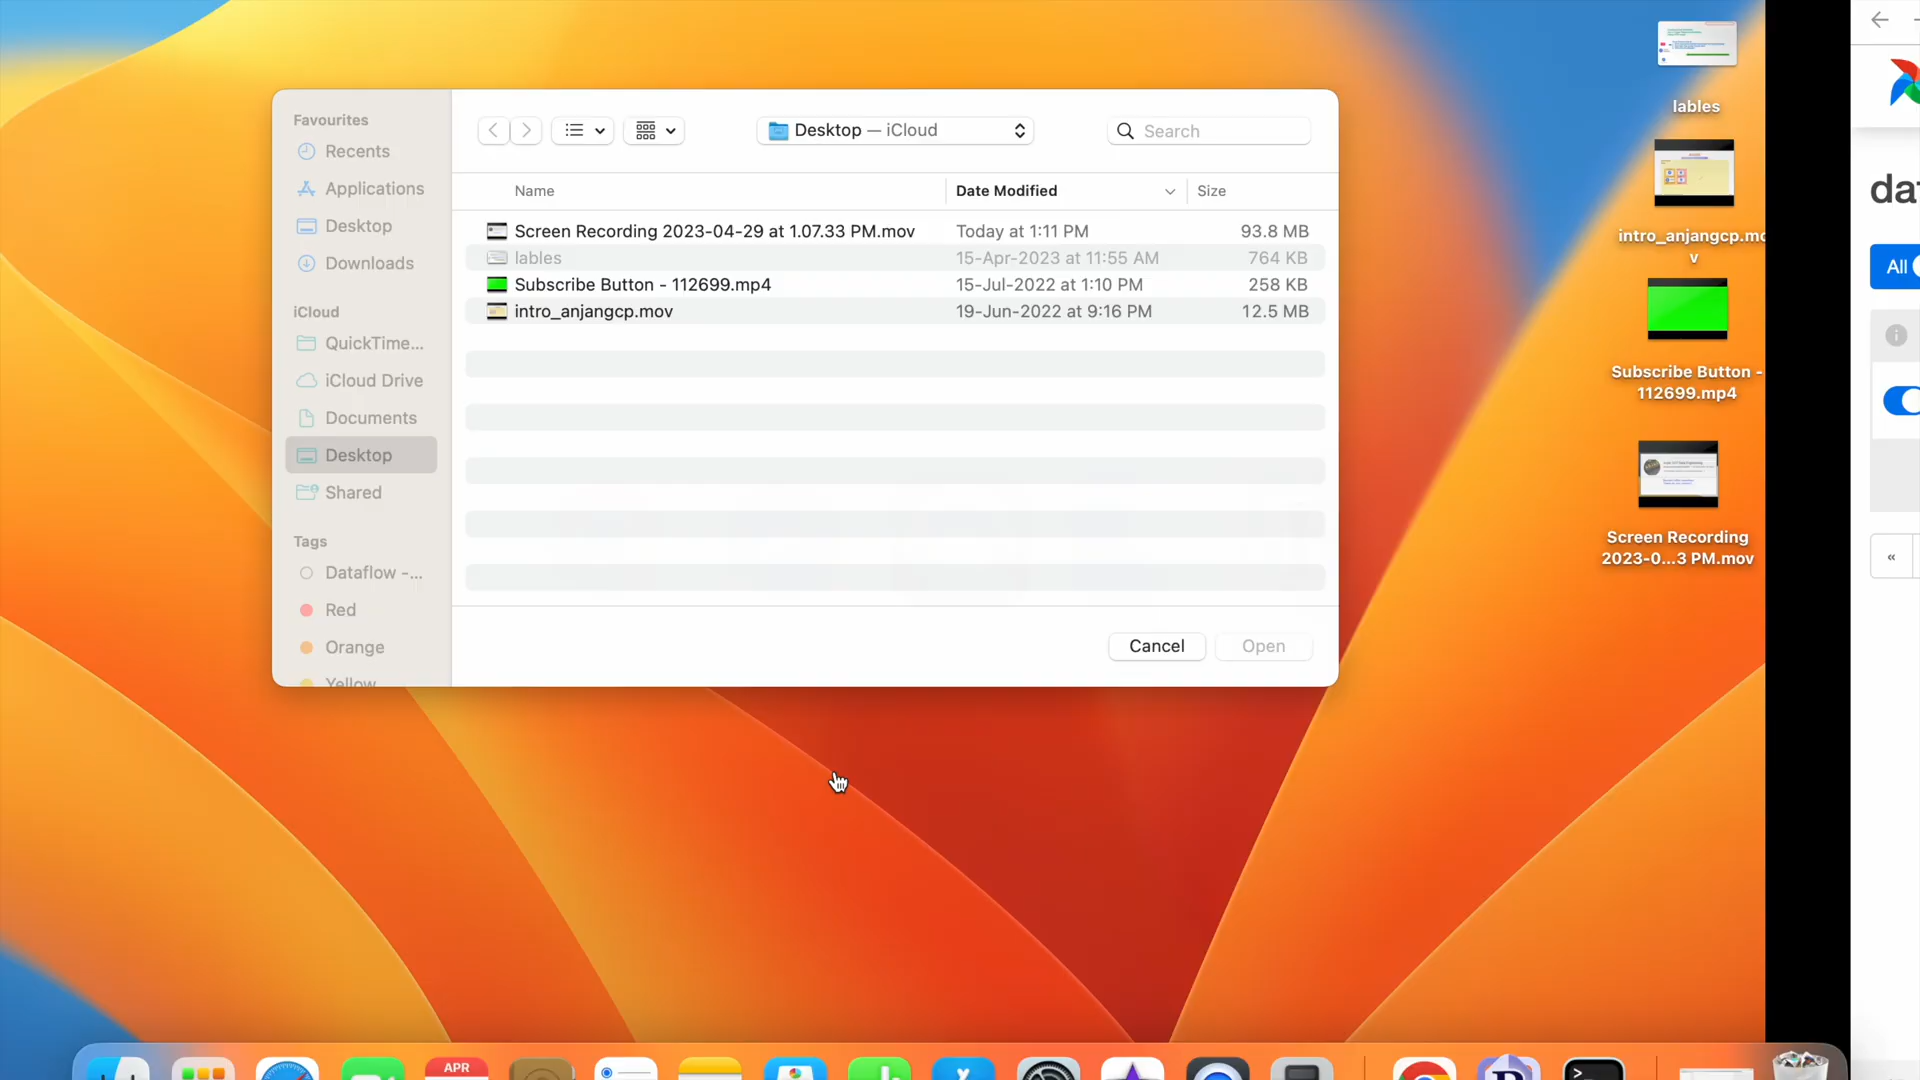 Favourites
Recents
Applications
Desktop
Downloads
iCloud
QuickTime...
iCloud Drive
Documents
Desktop
Shared
Tags
Dataflow -...
Red
Orange
Yellow
Desktop — iCloud
Search
Name Date Modified Size
Screen Recording 2023-04-29 at 1.07.33 PM.mov Today at 1:11 PM 93.8 MB
lables 15-Apr-2023 at 11:55 AM 764 KB
Subscribe Button - 112699.mp4 15-Jul-2022 at 1:10 PM 258 KB
intro_anjangcp.mov 19-Jun-2022 at 9:16 PM 12.5 MB
Cancel Open
lables
intro_anjangcp.mo
v
Subscribe Button -
112699.mp4
Screen Recording
2023-0...3 PM.mov
All
«
APR